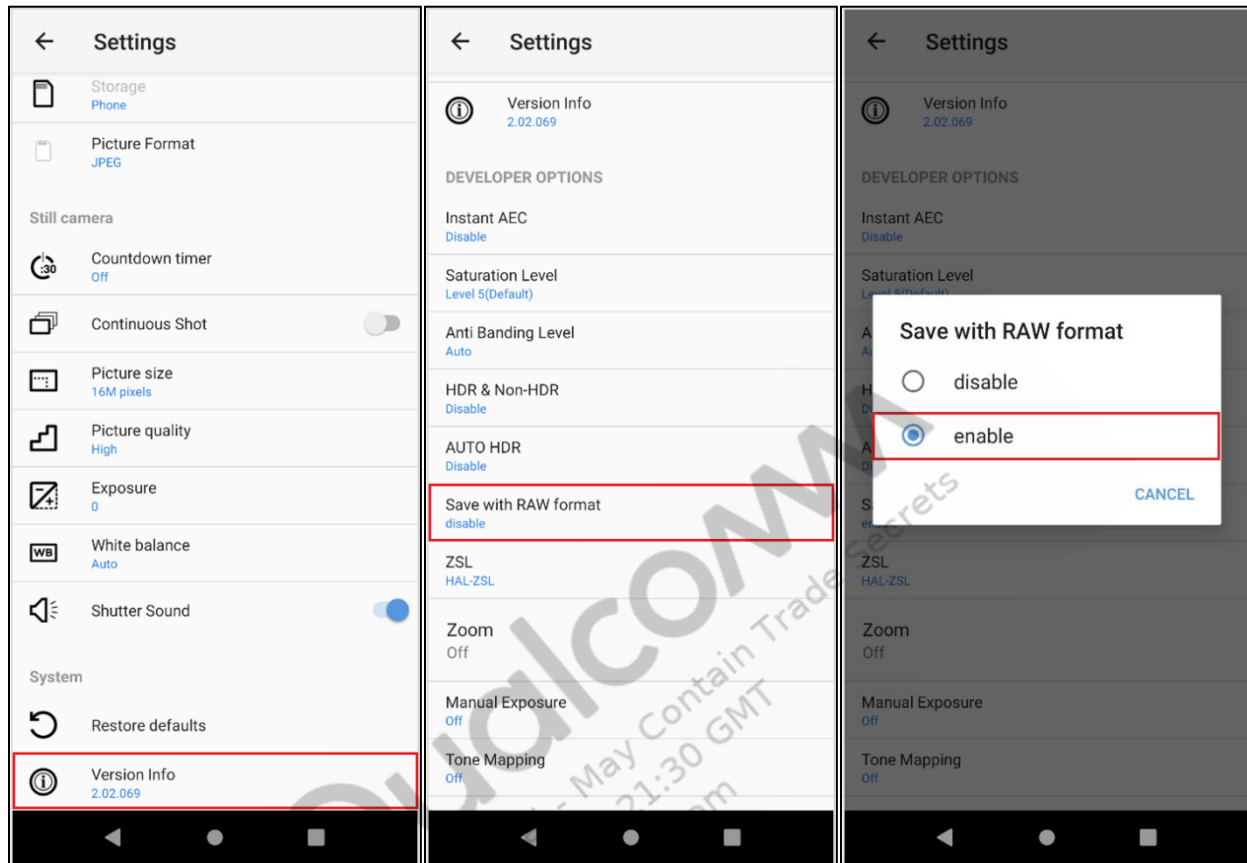 Settings
Storage
Phone
Picture Format
JPEG
Still camera
:30
Countdown timer
Off
Continuous Shot
Picture size
16M pixels
Picture quality
High
Exposure
0
WB
White balance
Auto
Shutter Sound
System
Restore defaults
Version Info
2.02.069
Settings
Version Info
2.02.069
DEVELOPER OPTIONS
Instant AEC
Disable
Saturation Level
Level 5(Default)
Anti Banding Level
Auto
HDR & Non-HDR
Disable
AUTO HDR
Disable
Save with RAW format
disable
ZSL
HAL-ZSL
Zoom
Off
Manual Exposure
Off
Tone Mapping
Off
Settings
Version Info
2.02.069
DEVELOPER OPTIONS
Instant AEC
Disable
Saturation Level
Level 5(Default)
Save with RAW format
disable
enable
CANCEL
ZSL
HAL-ZSL
Zoom
Off
Manual Exposure
Off
Tone Mapping
Off
Qualcomm
May Contain Trade Secrets
21:30 GMT